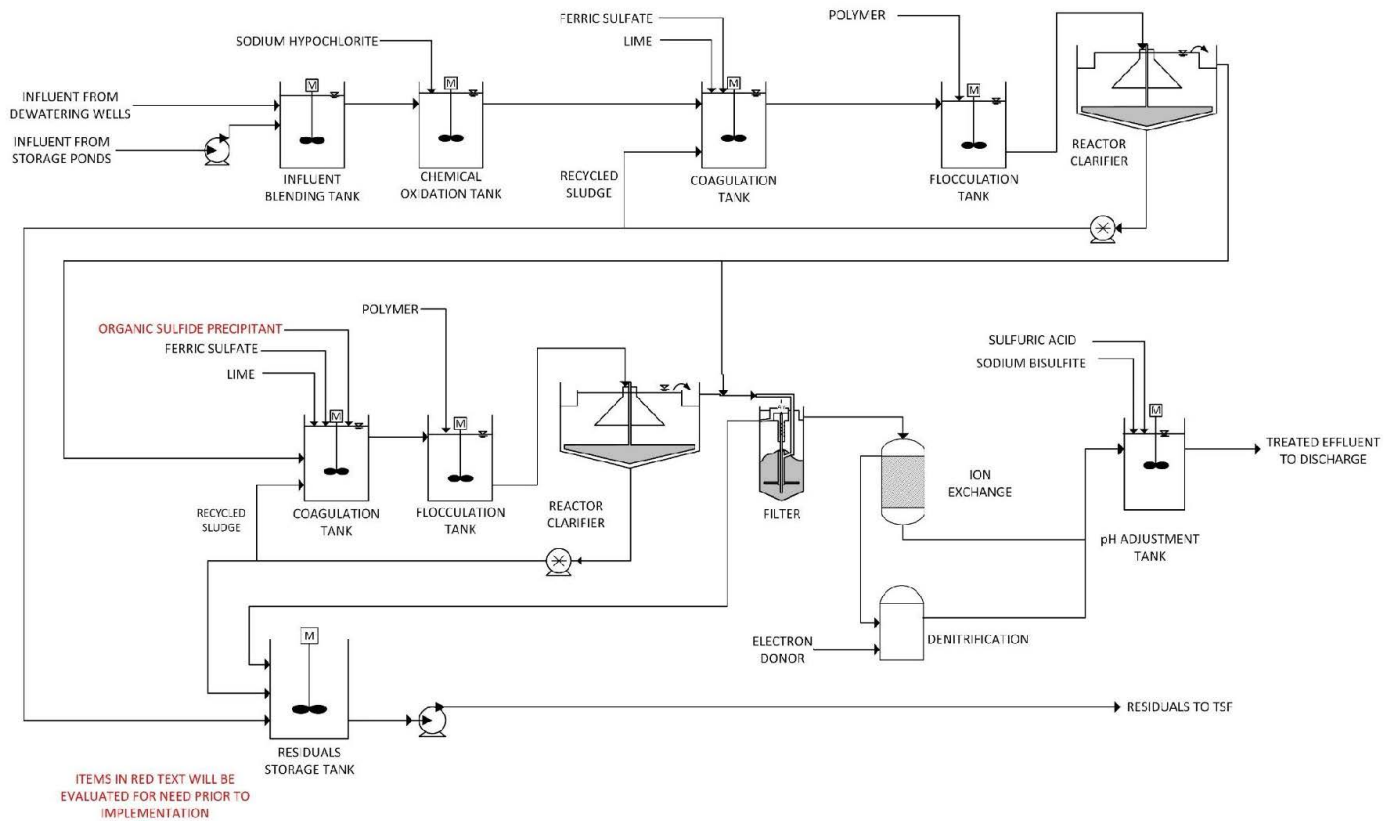 FERRIC SULFATE
LIME
POLYMER
SODIUM HYPOCHLORITE
M
M
M
M
INFLUENT FROM
DEWATERING WELLS
INFLUENT FROM
STORAGE PONDS
INFLUENT
BLENDING TANK
CHEMICAL
OXIDATION TANK
RECYCLED
SLUDGE
COAGULATION
TANK
FLOCCULATION
TANK
REACTOR
CLARIFIER
ORGANIC SULFIDE PRECIPITANT
FERRIC SULFATE
LIME
POLYMER
M
M
SULFURIC ACID
SODIUM BISULFITE
M
TREATED EFFLUENT
TO DISCHARGE
RECYCLED
SLUDGE
COAGULATION
TANK
FLOCCULATION
TANK
REACTOR
CLARIFIER
FILTER
ION
EXCHANGE
pH ADJUSTMENT
TANK
ELECTRON
DONOR
DENITRIFICATION
M
RESIDUALS
STORAGE TANK
RESIDUALS TO TSF
ITEMS IN RED TEXT WILL BE
EVALUATED FOR NEED PRIOR TO
IMPLEMENTATION